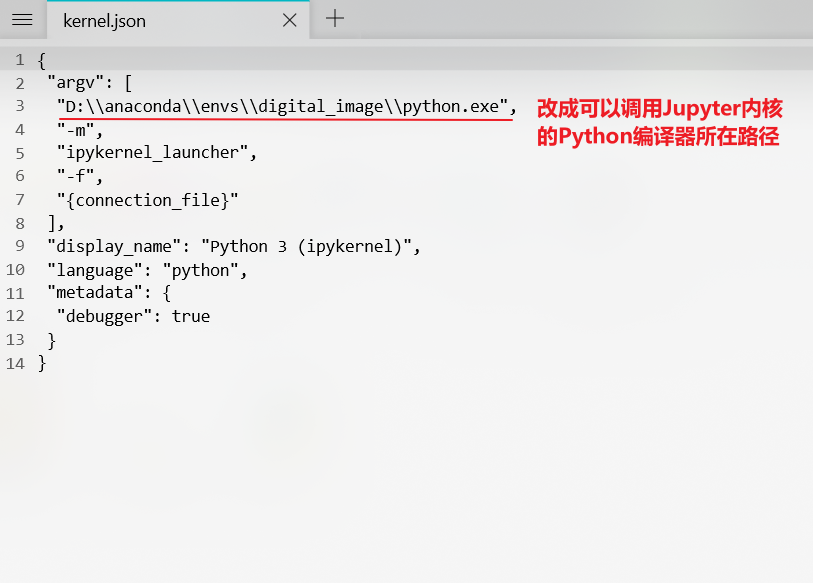 kernel.json
1 {
2 "argv": [
3 "D:\\anaconda\\envs\\digital_image\\python.exe",
改成可以调用Jupyter内核
的Python编译器所在路径
4 "-m",
5 "ipykernel_launcher",
6 "-f",
7 "{connection_file}"
8 ],
9 "display_name": "Python 3 (ipykernel)",
10 "language": "python",
11 "metadata": {
12 "debugger": true
13 }
14 }